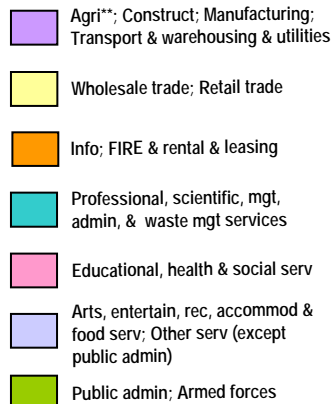 Agri**; Construct; Manufacturing;
Transport & warehousing & utilities
Wholesale trade; Retail trade
Info; FIRE & rental & leasing
Professional, scientific, mgt,
admin, & waste mgt services
Educational, health & social serv
Arts, entertain, rec, accommod &
food serv; Other serv (except
public admin)
Public admin; Armed forces